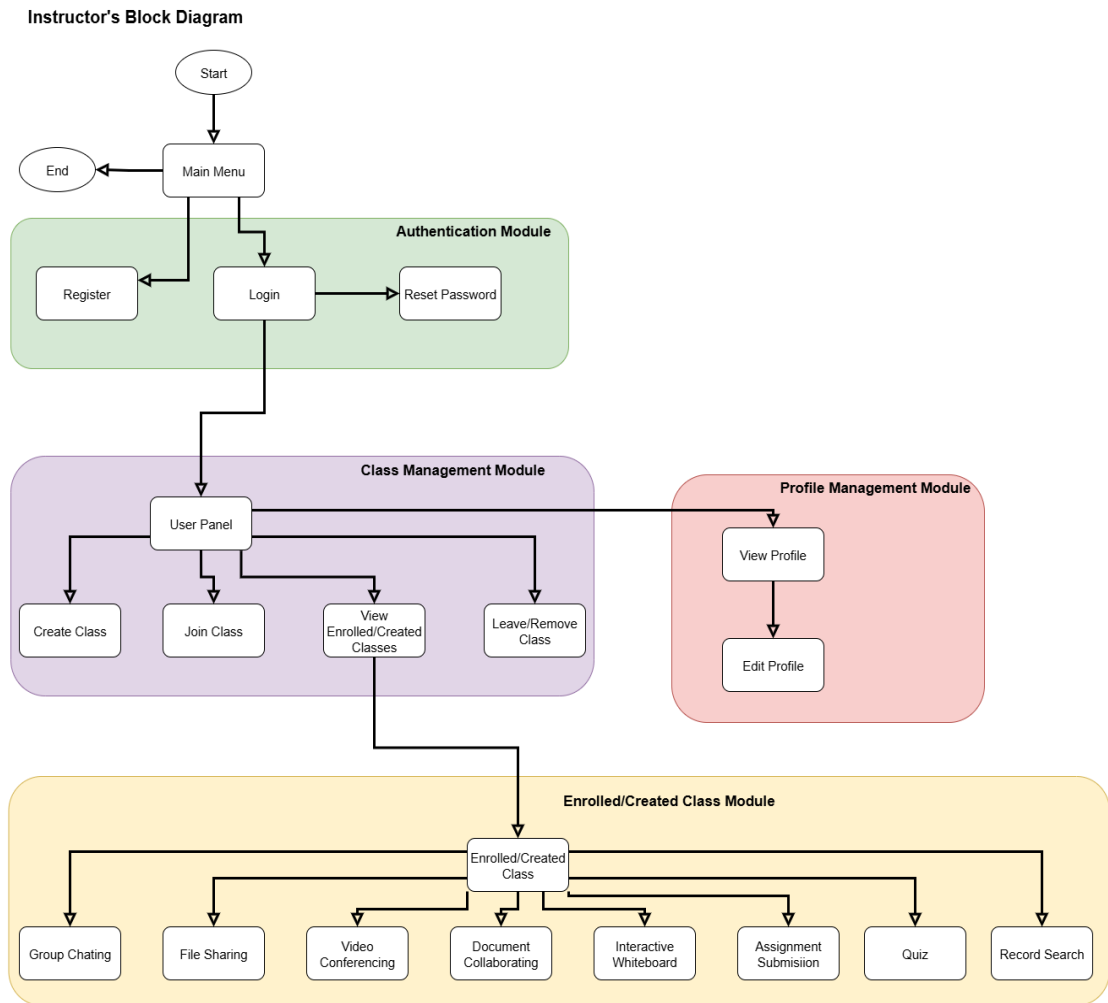 Instructor's Block Diagram
Start
End
Main Menu
Authentication Module
Register
Login
Reset Password
Class Management Module
Profile Management Module
User Panel
View Profile
Create Class
Join Class
View
Enrolled/Created
Classes
Leave/Remove
Class
Edit Profile
Enrolled/Created Class Module
Enrolled/Created
Class
Group Chating
File Sharing
Video
Conferencing
Document
Collaborating
Interactive
Whiteboard
Assignment
Submisiion
Quiz
Record Search